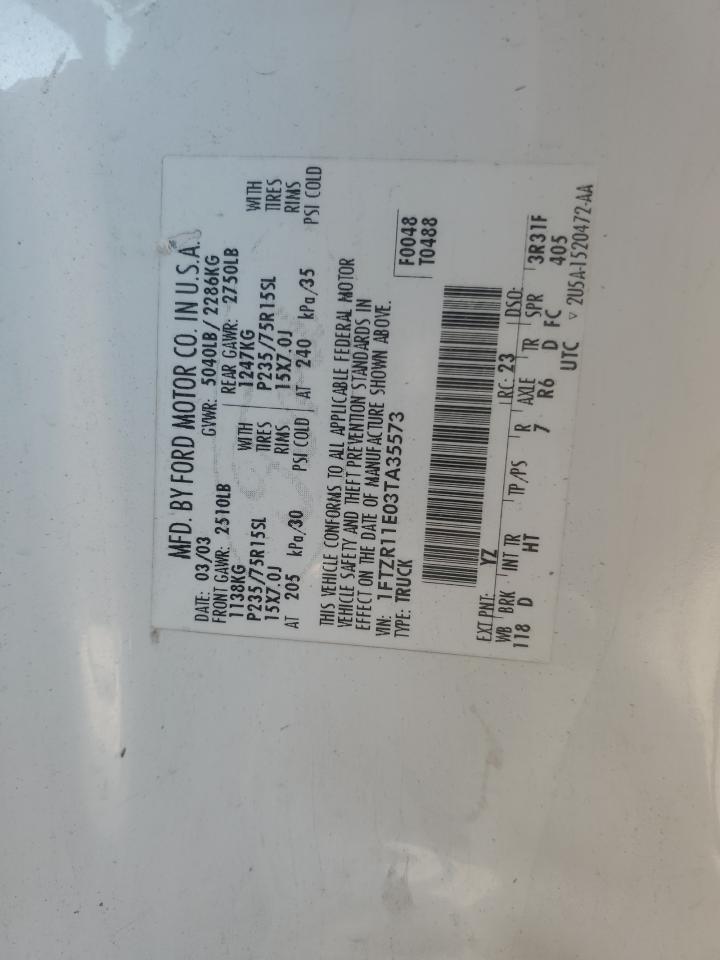 MFD. BY FORD MOTOR CO. IN U.S.A.
DATE: 03/03 GVWR: 5040LB/ 2286KG
FRONT GAWR: 2510LB REAR GAWR: 2750LB
1138KG WITH 1247KG WITH
P235/75R15SL TIRES P235/75R15SL TIRES
15X7.0J RIMS 15X7.0J RIMS
AT 205 kPa/30 PSI COLD AT 240 kPa/35 PSI COLD
THIS VEHICLE CONFORMS TO ALL APPLICABLE FEDERAL MOTOR
VEHICLE SAFETY AND THEFT PREVENTION STANDARDS IN
EFFECT ON THE DATE OF MANUFACTURE SHOWN ABOVE.
VIN: 1FTZR11E03TA35573 F0048
TYPE: TRUCK T0488
EXT PNT: YZ RC: 23 DSO:
WB BRK INT TR TP/PS R AXLE TR SPR 3R31F
118 D HT 7 R6 D FC 405
UTC ▽ 2U5A-1520472-AA